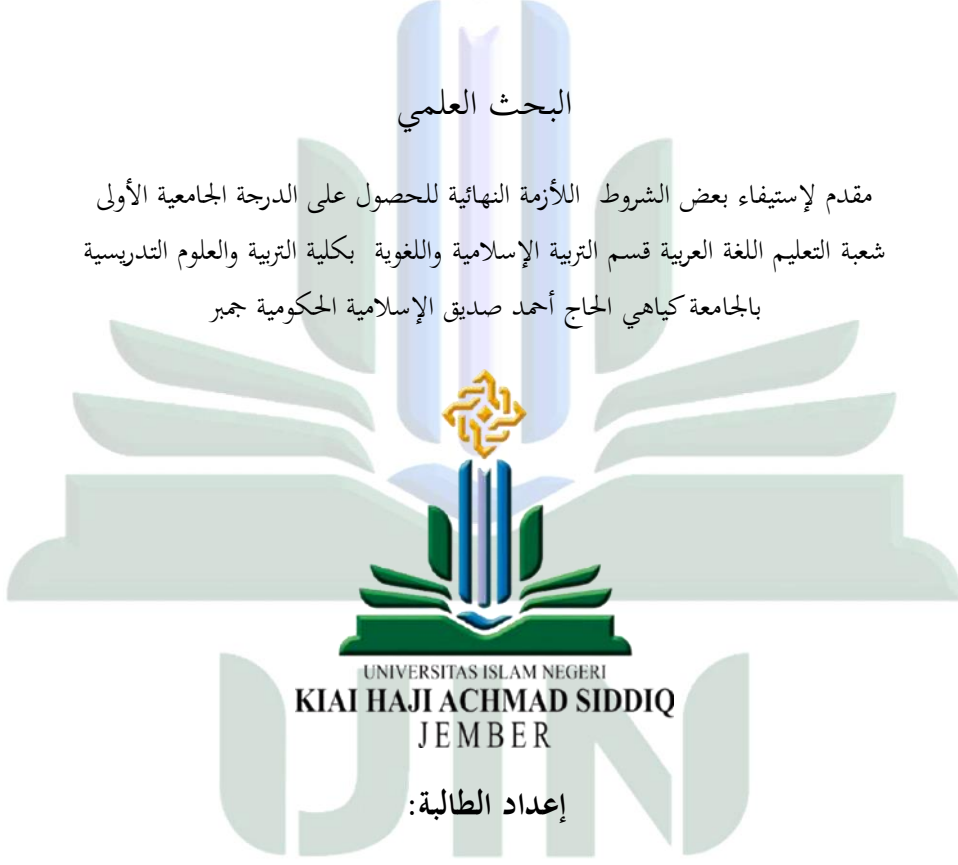 البحث العلمي
مقدم لإستيفاء بعض الشروط اللأزمة النهائية للحصول على الدرجة الجامعية الأولى
شعبة التعليم اللغة العربية قسم التربية الإسلامية واللغوية بكلية التربية والعلوم التدريسية
بالجامعة كياهي الحاج أحمد صديق الإسلامية الحكومية جمبر
UNIVERSITAS ISLAM NEGERI
KIAI HAJI ACHMAD SIDDIQ
JEMBER
إعداد الطالبة:
UIN